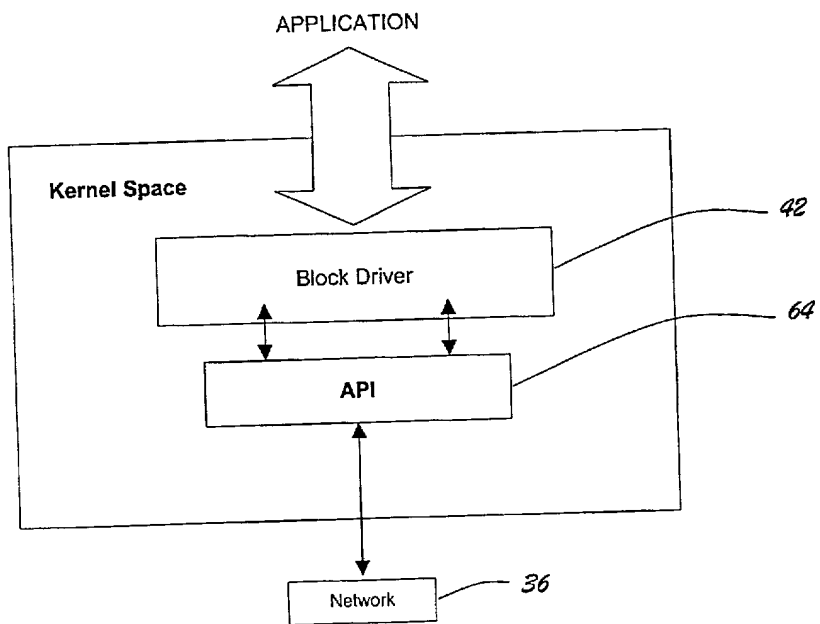 APPLICATION
Kernel Space
42
Block Driver
64
API
36
Network